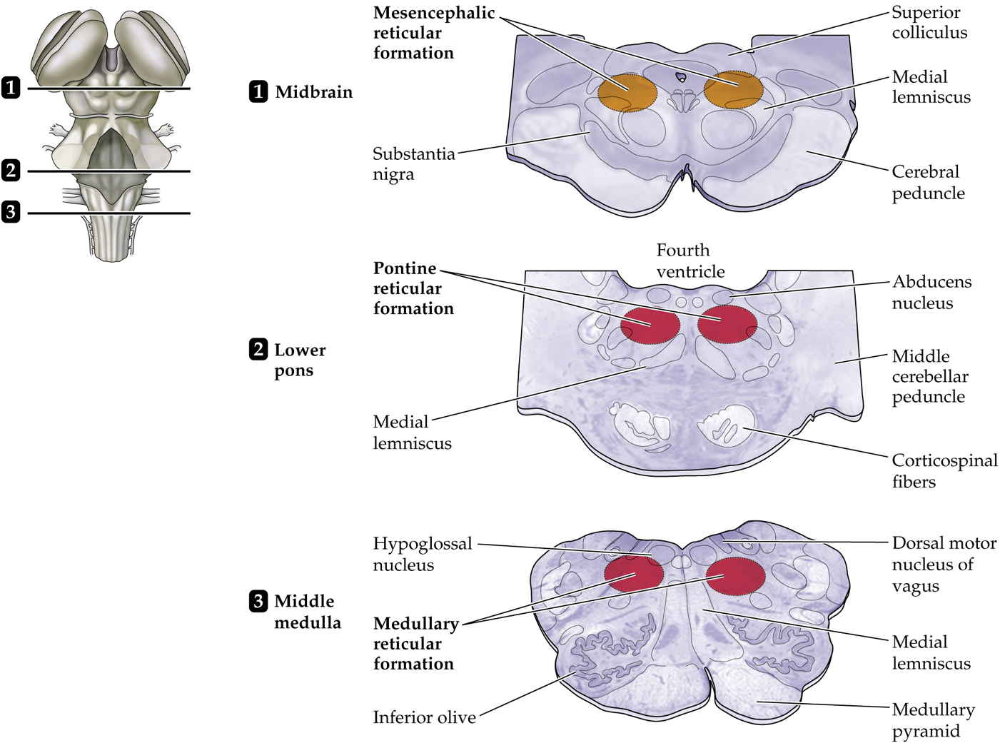 1
2
3
1 Midbrain
Mesencephalic
reticular
formation
Superior
colliculus
Medial
lemniscus
Substantia
nigra
Cerebral
peduncle
2 Lower
pons
Fourth
ventricle
Pontine
reticular
formation
Abducens
nucleus
Middle
cerebellar
peduncle
Medial
lemniscus
Corticospinal
fibers
3 Middle
medulla
Hypoglossal
nucleus
Dorsal motor
nucleus of
vagus
Medullary
reticular
formation
Medial
lemniscus
Inferior olive
Medullary
pyramid